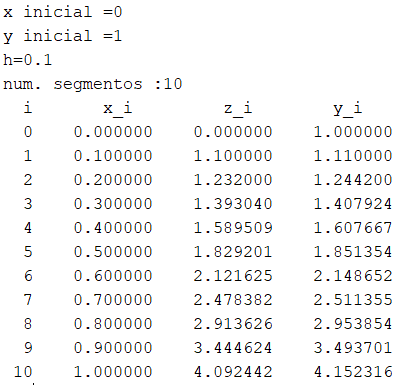 x inicial =0
y inicial =1
h=0.1
num. segmentos :10
i x_i z_i y_i
0 0.000000 0.000000 1.000000
1 0.100000 1.100000 1.110000
2 0.200000 1.232000 1.244200
3 0.300000 1.393040 1.407924
4 0.400000 1.589509 1.607667
5 0.500000 1.829201 1.851354
6 0.600000 2.121625 2.148652
7 0.700000 2.478382 2.511355
8 0.800000 2.913626 2.953854
9 0.900000 3.444624 3.493701
10 1.000000 4.092442 4.152316